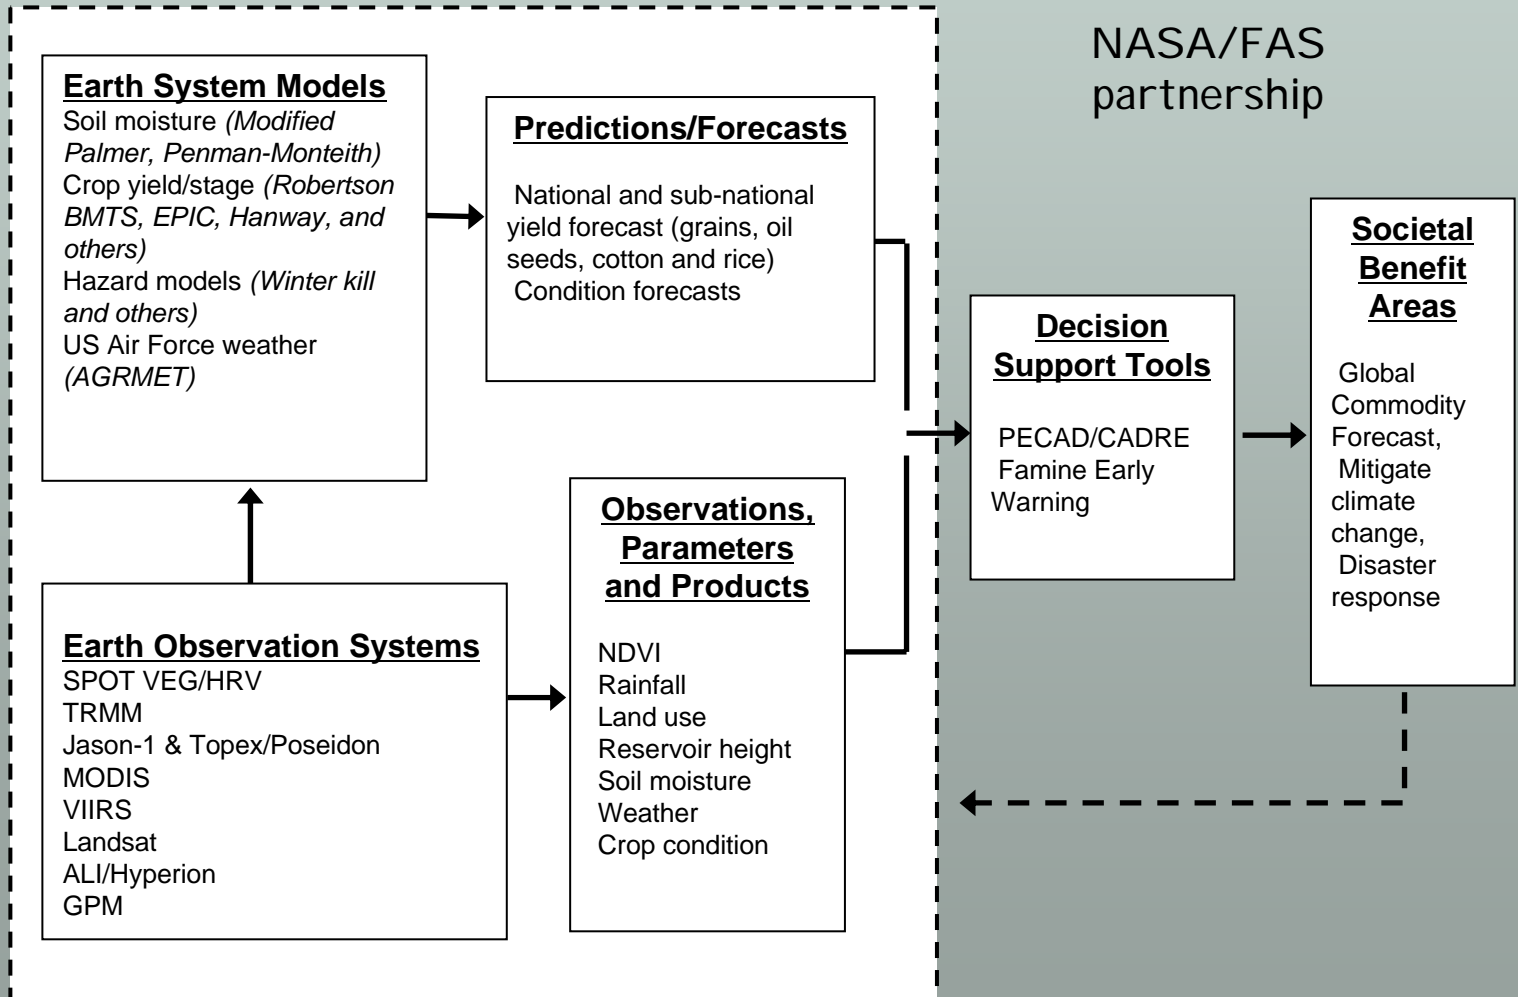 NASA/FAS
partnership
Earth System Models
Soil moisture (Modified
Palmer, Penman-Monteith)
Crop yield/stage (Robertson
BMTS, EPIC, Hanway, and
others)
Hazard models (Winter kill
and others)
US Air Force weather
(AGRMET)
Predictions/Forecasts
National and sub-national
yield forecast (grains, oil
seeds, cotton and rice)
Condition forecasts
Earth Observation Systems
SPOT VEG/HRV
TRMM
Jason-1 & Topex/Poseidon
MODIS
VIIRS
Landsat
ALI/Hyperion
GPM
Observations,
Parameters
and Products
NDVI
Rainfall
Land use
Reservoir height
Soil moisture
Weather
Crop condition
Decision
Support Tools
PECAD/CADRE
Famine Early
Warning
Societal
Benefit
Areas
Global
Commodity
Forecast,
Mitigate
climate
change,
Disaster
response